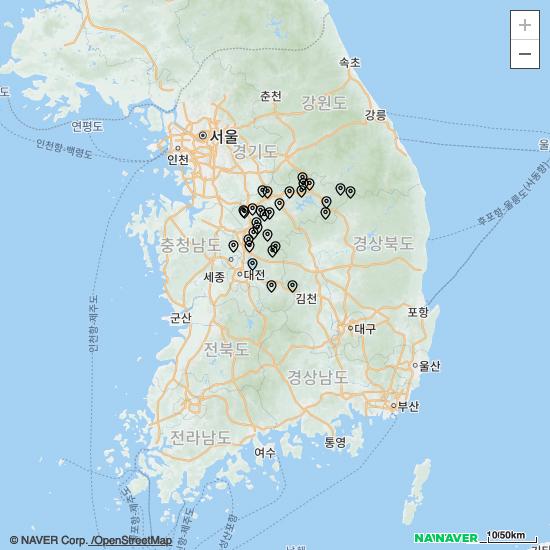 +
−
속초
춘천
강원도
강릉
연평도
서울
인천
경기도
인천항-백령도
울
후포항-울릉도(사동항)
충청남도
경상북도
세종
대전
인천항-제주도
김천
군산
포항
대구
전라북도
울산
경상남도
부산
전라남도
통영
여수
© NAVER Corp. /OpenStreetMap
NAVER
10|50km